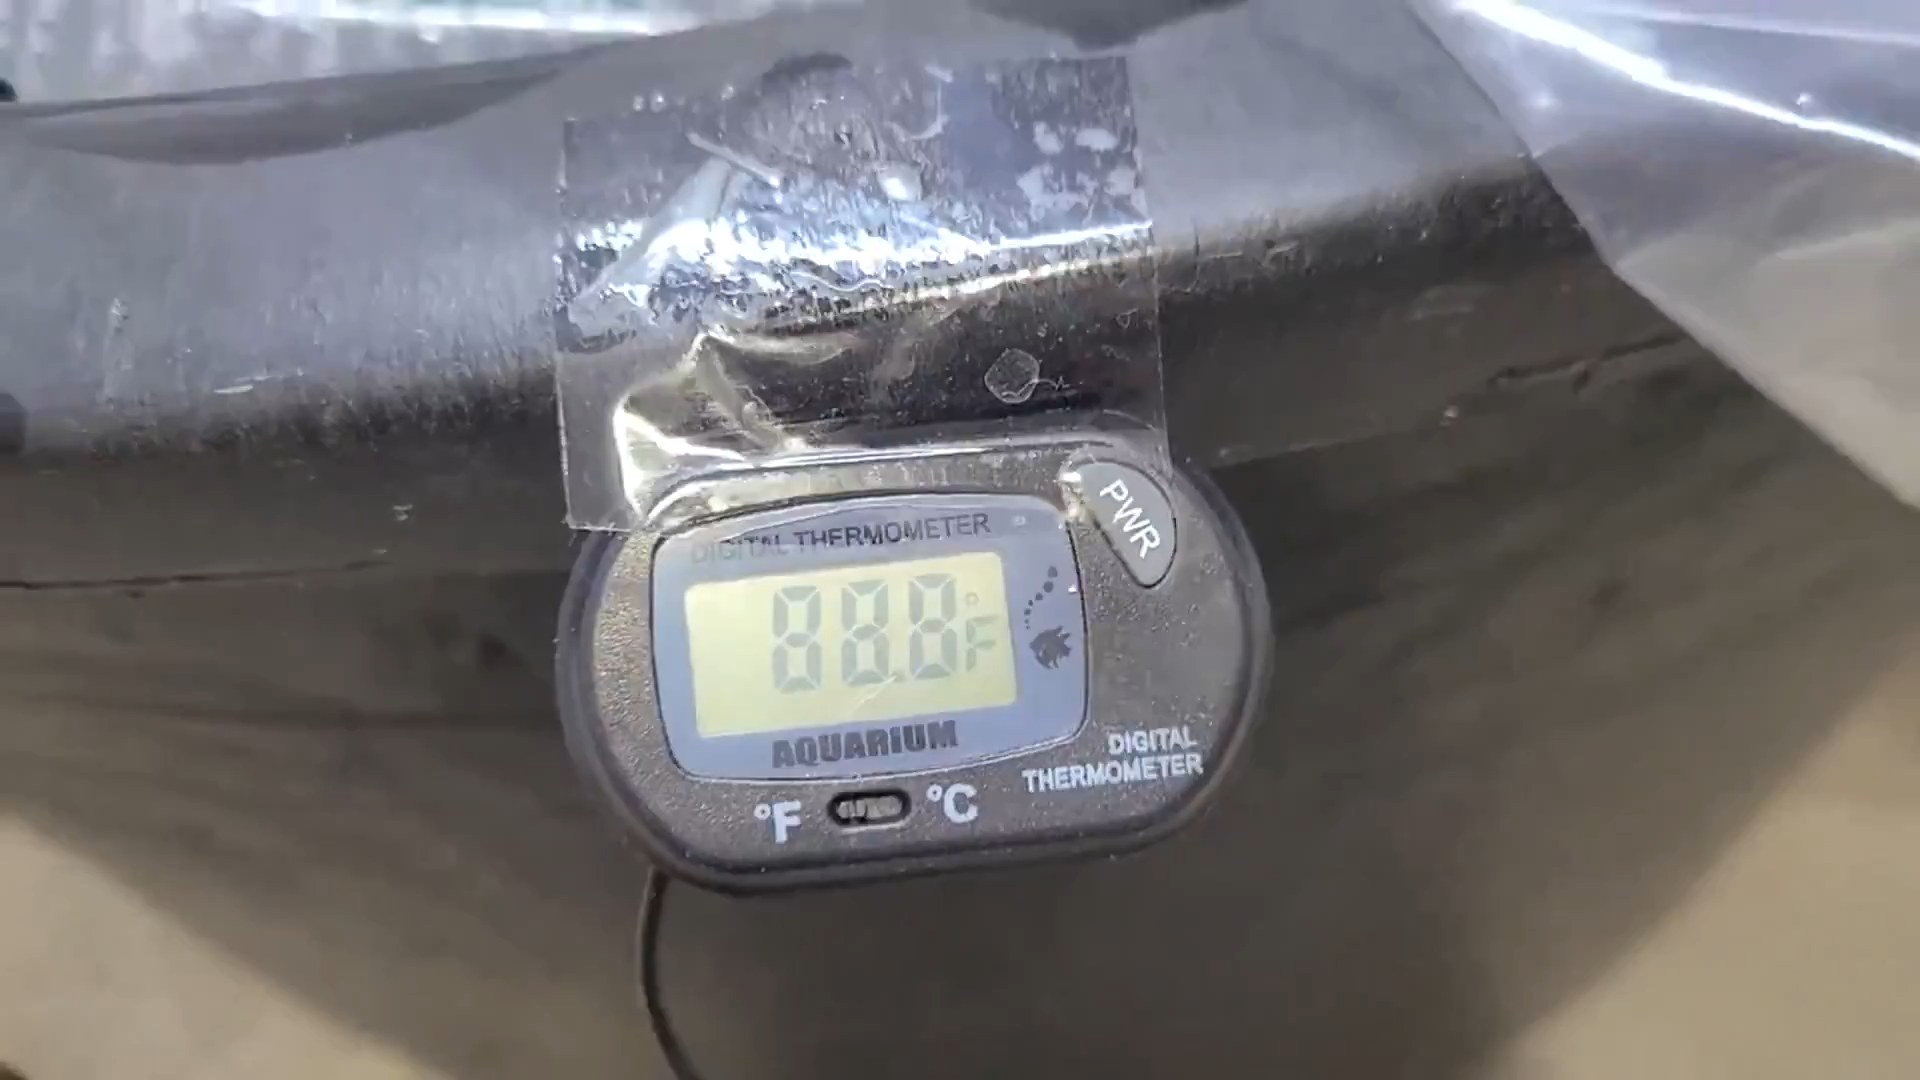 PWR
DIGITAL THERMOMETER
88.8°F
AQUARIUM
DIGITAL
THERMOMETER
°F °C